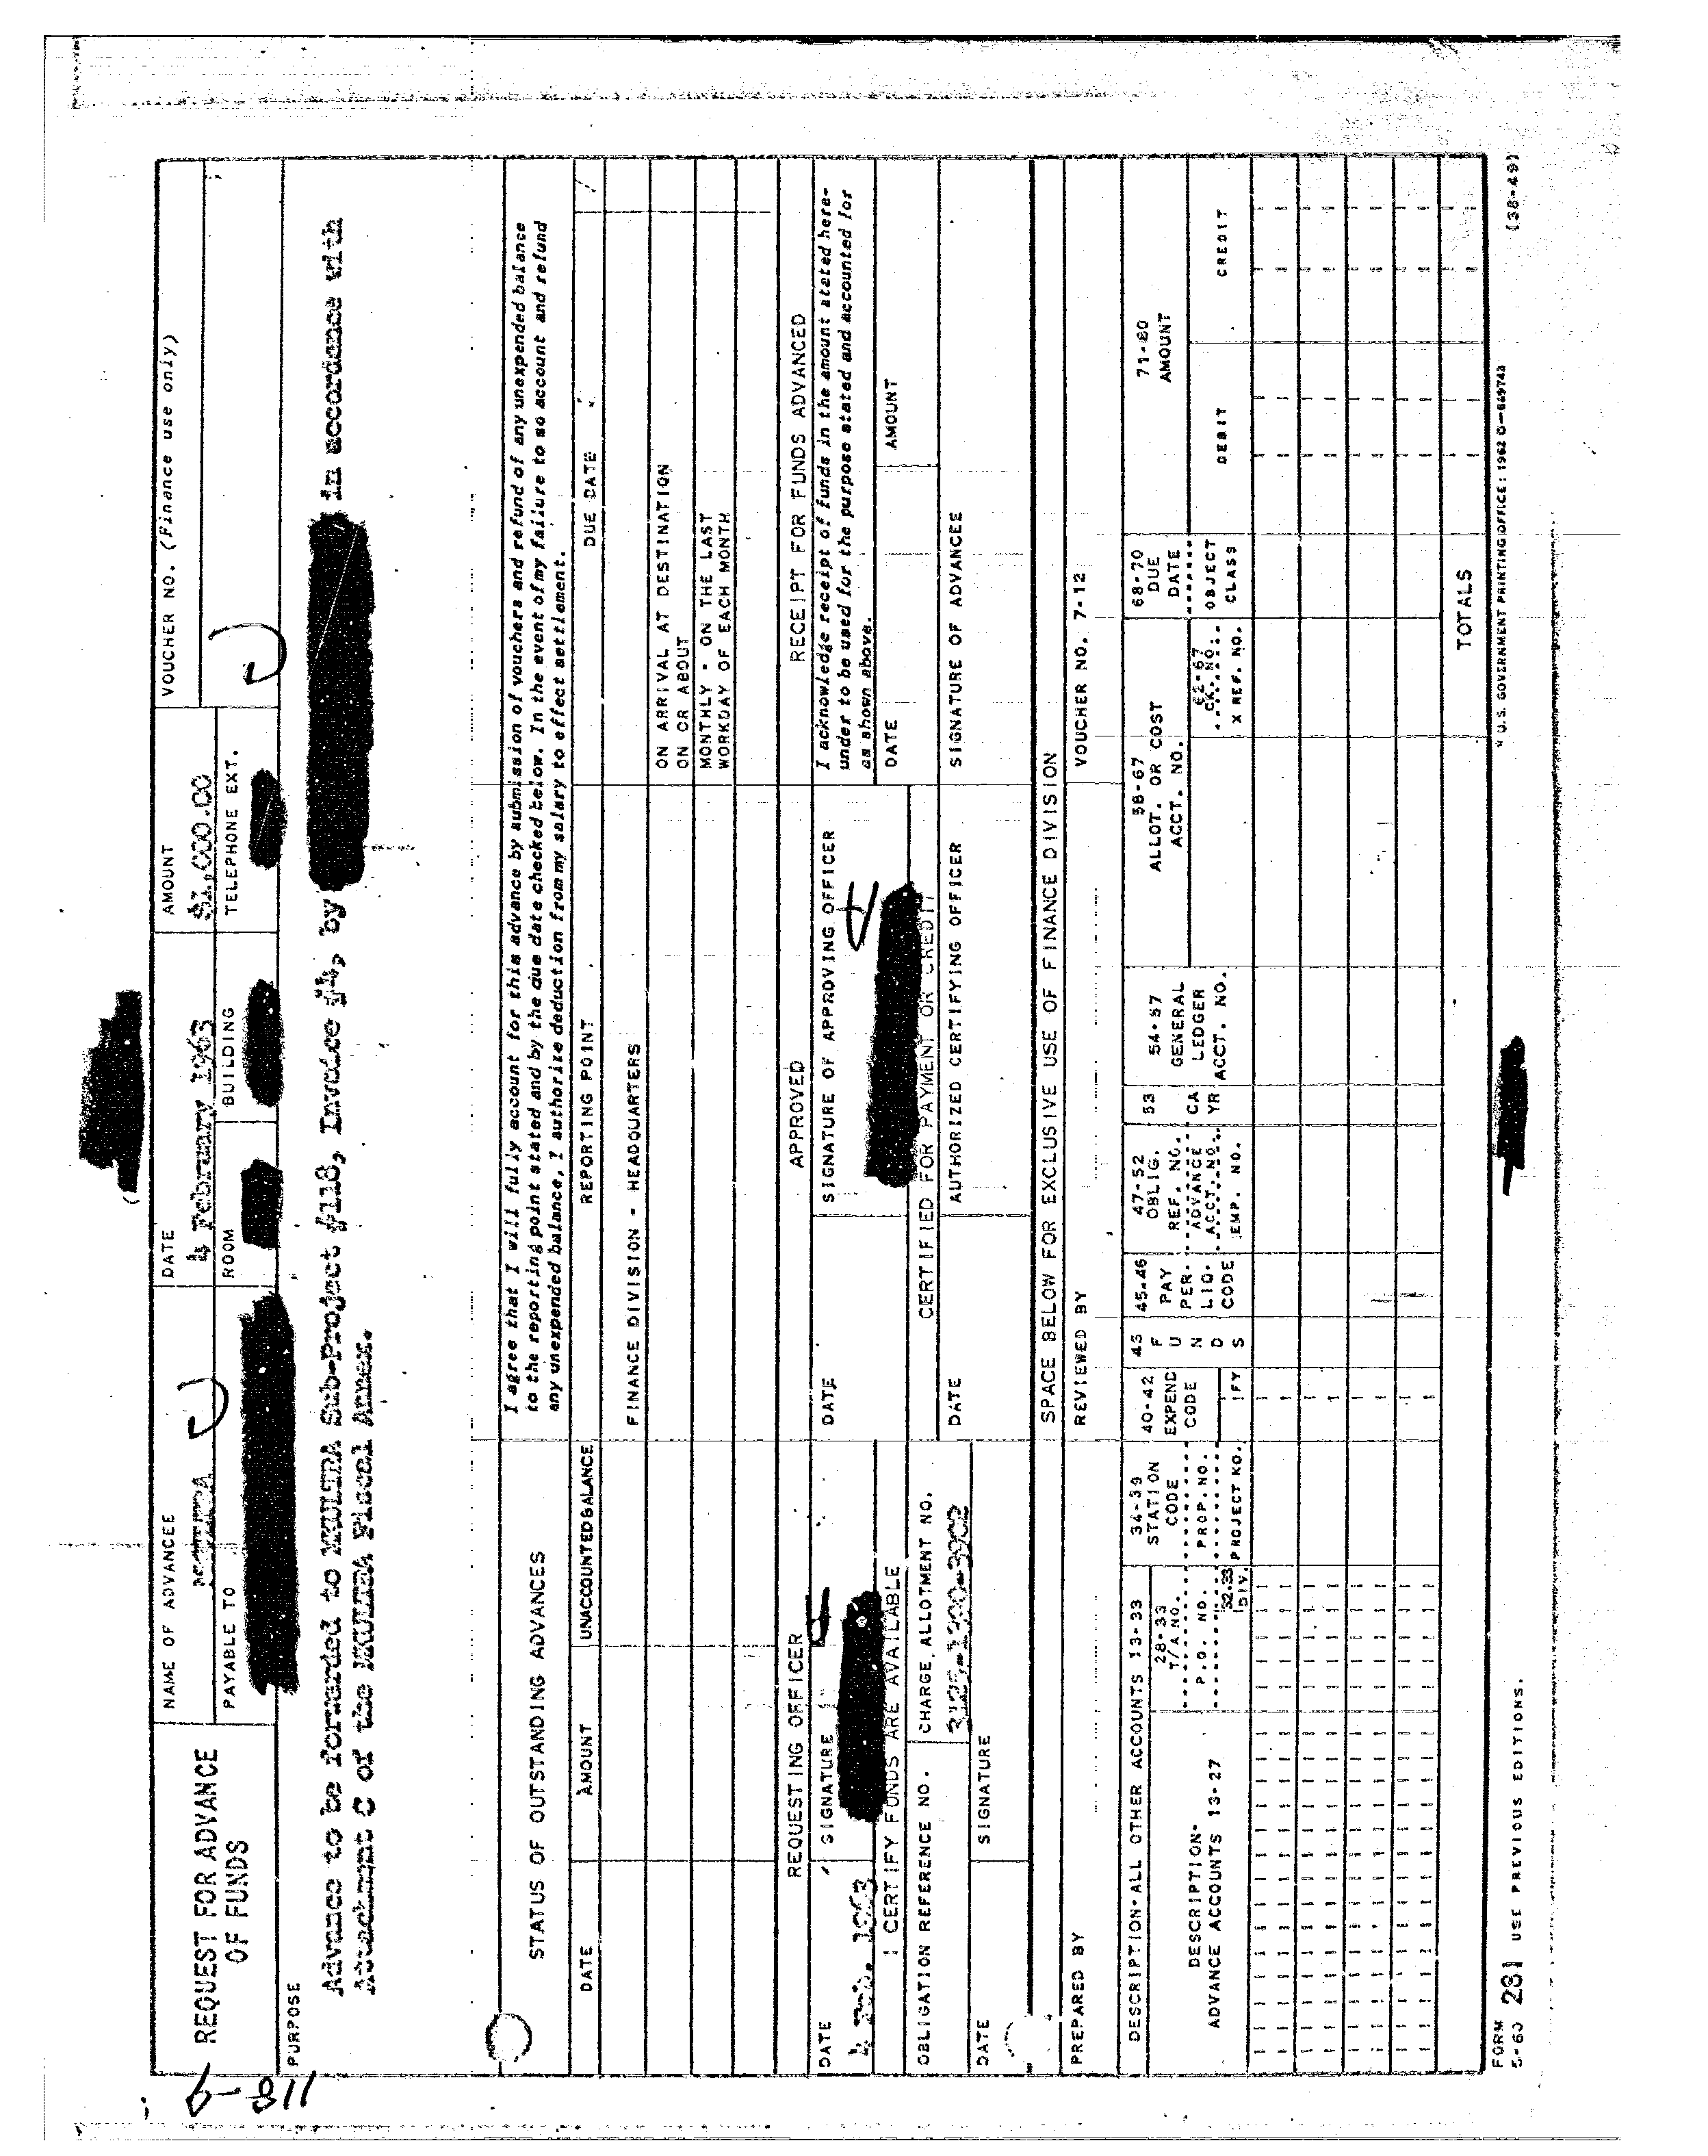 118-9
REQUEST FOR ADVANCE
OF FUNDS
NAME OF ADVANCEE
MKULTRA
DATE
4 February 1963
AMOUNT
$1,000.00
VOUCHER NO. (Finance use only)
PAYABLE TO
ROOM
BUILDING
TELEPHONE EXT.
PURPOSE
Advance to be forwarded to MKULTRA Sub-Project #118, Invoice #4, by
in accordance with
Attachment C of the MKULTRA Fiscal Annex.
STATUS OF OUTSTANDING ADVANCES
I agree that I will fully account for this advance by submission of vouchers and refund of any unexpended balance
to the reporting point stated and by the due date checked below. In the event of my failure to so account and refund
any unexpended balance, I authorize deduction from my salary to effect settlement.
DATE
AMOUNT
UNACCOUNTED BALANCE
REPORTING POINT
DUE DATE
FINANCE DIVISION - HEADQUARTERS
ON ARRIVAL AT DESTINATION
ON OR ABOUT
MONTHLY - ON THE LAST
WORKDAY OF EACH MONTH
REQUESTING OFFICER
APPROVED
RECEIPT FOR FUNDS ADVANCED
DATE
4 Feb. 1963
SIGNATURE
DATE
SIGNATURE OF APPROVING OFFICER
I acknowledge receipt of funds in the amount stated here-
under to be used for the purpose stated and accounted for
as shown above.
I CERTIFY FUNDS ARE AVAILABLE
CERTIFIED FOR PAYMENT OR CREDIT
DATE
AMOUNT
OBLIGATION REFERENCE NO.
CHARGE ALLOTMENT NO.
3125-1390-3902
DATE
AUTHORIZED CERTIFYING OFFICER
SIGNATURE OF ADVANCEE
DATE
SIGNATURE
SPACE BELOW FOR EXCLUSIVE USE OF FINANCE DIVISION
PREPARED BY
REVIEWED BY
VOUCHER NO. 7-12
DESCRIPTION-ALL OTHER ACCOUNTS 13-33
DESCRIPTION-
ADVANCE ACCOUNTS 13-27
28-33
T/A NO.
P.O. NO.
32-33
DIV.
34-39
STATION
CODE
PROP. NO.
PROJECT NO.
40-42
EXPEND
CODE
IFY
43
F
U
N
D
S
45-46
PAY
PER.
LIQ.
CODE
47-52
OBLIG.
REF. NO.
ADVANCE
ACCT. NO.
EMP. NO.
53
CA
YR
54-57
GENERAL
LEDGER
ACCT. NO.
58-67
ALLOT. OR COST
ACCT. NO.
62-67
CK. NO.
X REF. NO.
68-70
DUE
DATE
OBJECT
CLASS
71-80
AMOUNT
DEBIT
CREDIT
TOTALS
FORM
5-60 281 USE PREVIOUS EDITIONS.
* U.S. GOVERNMENT PRINTING OFFICE: 1962 O-649743
(38-49)